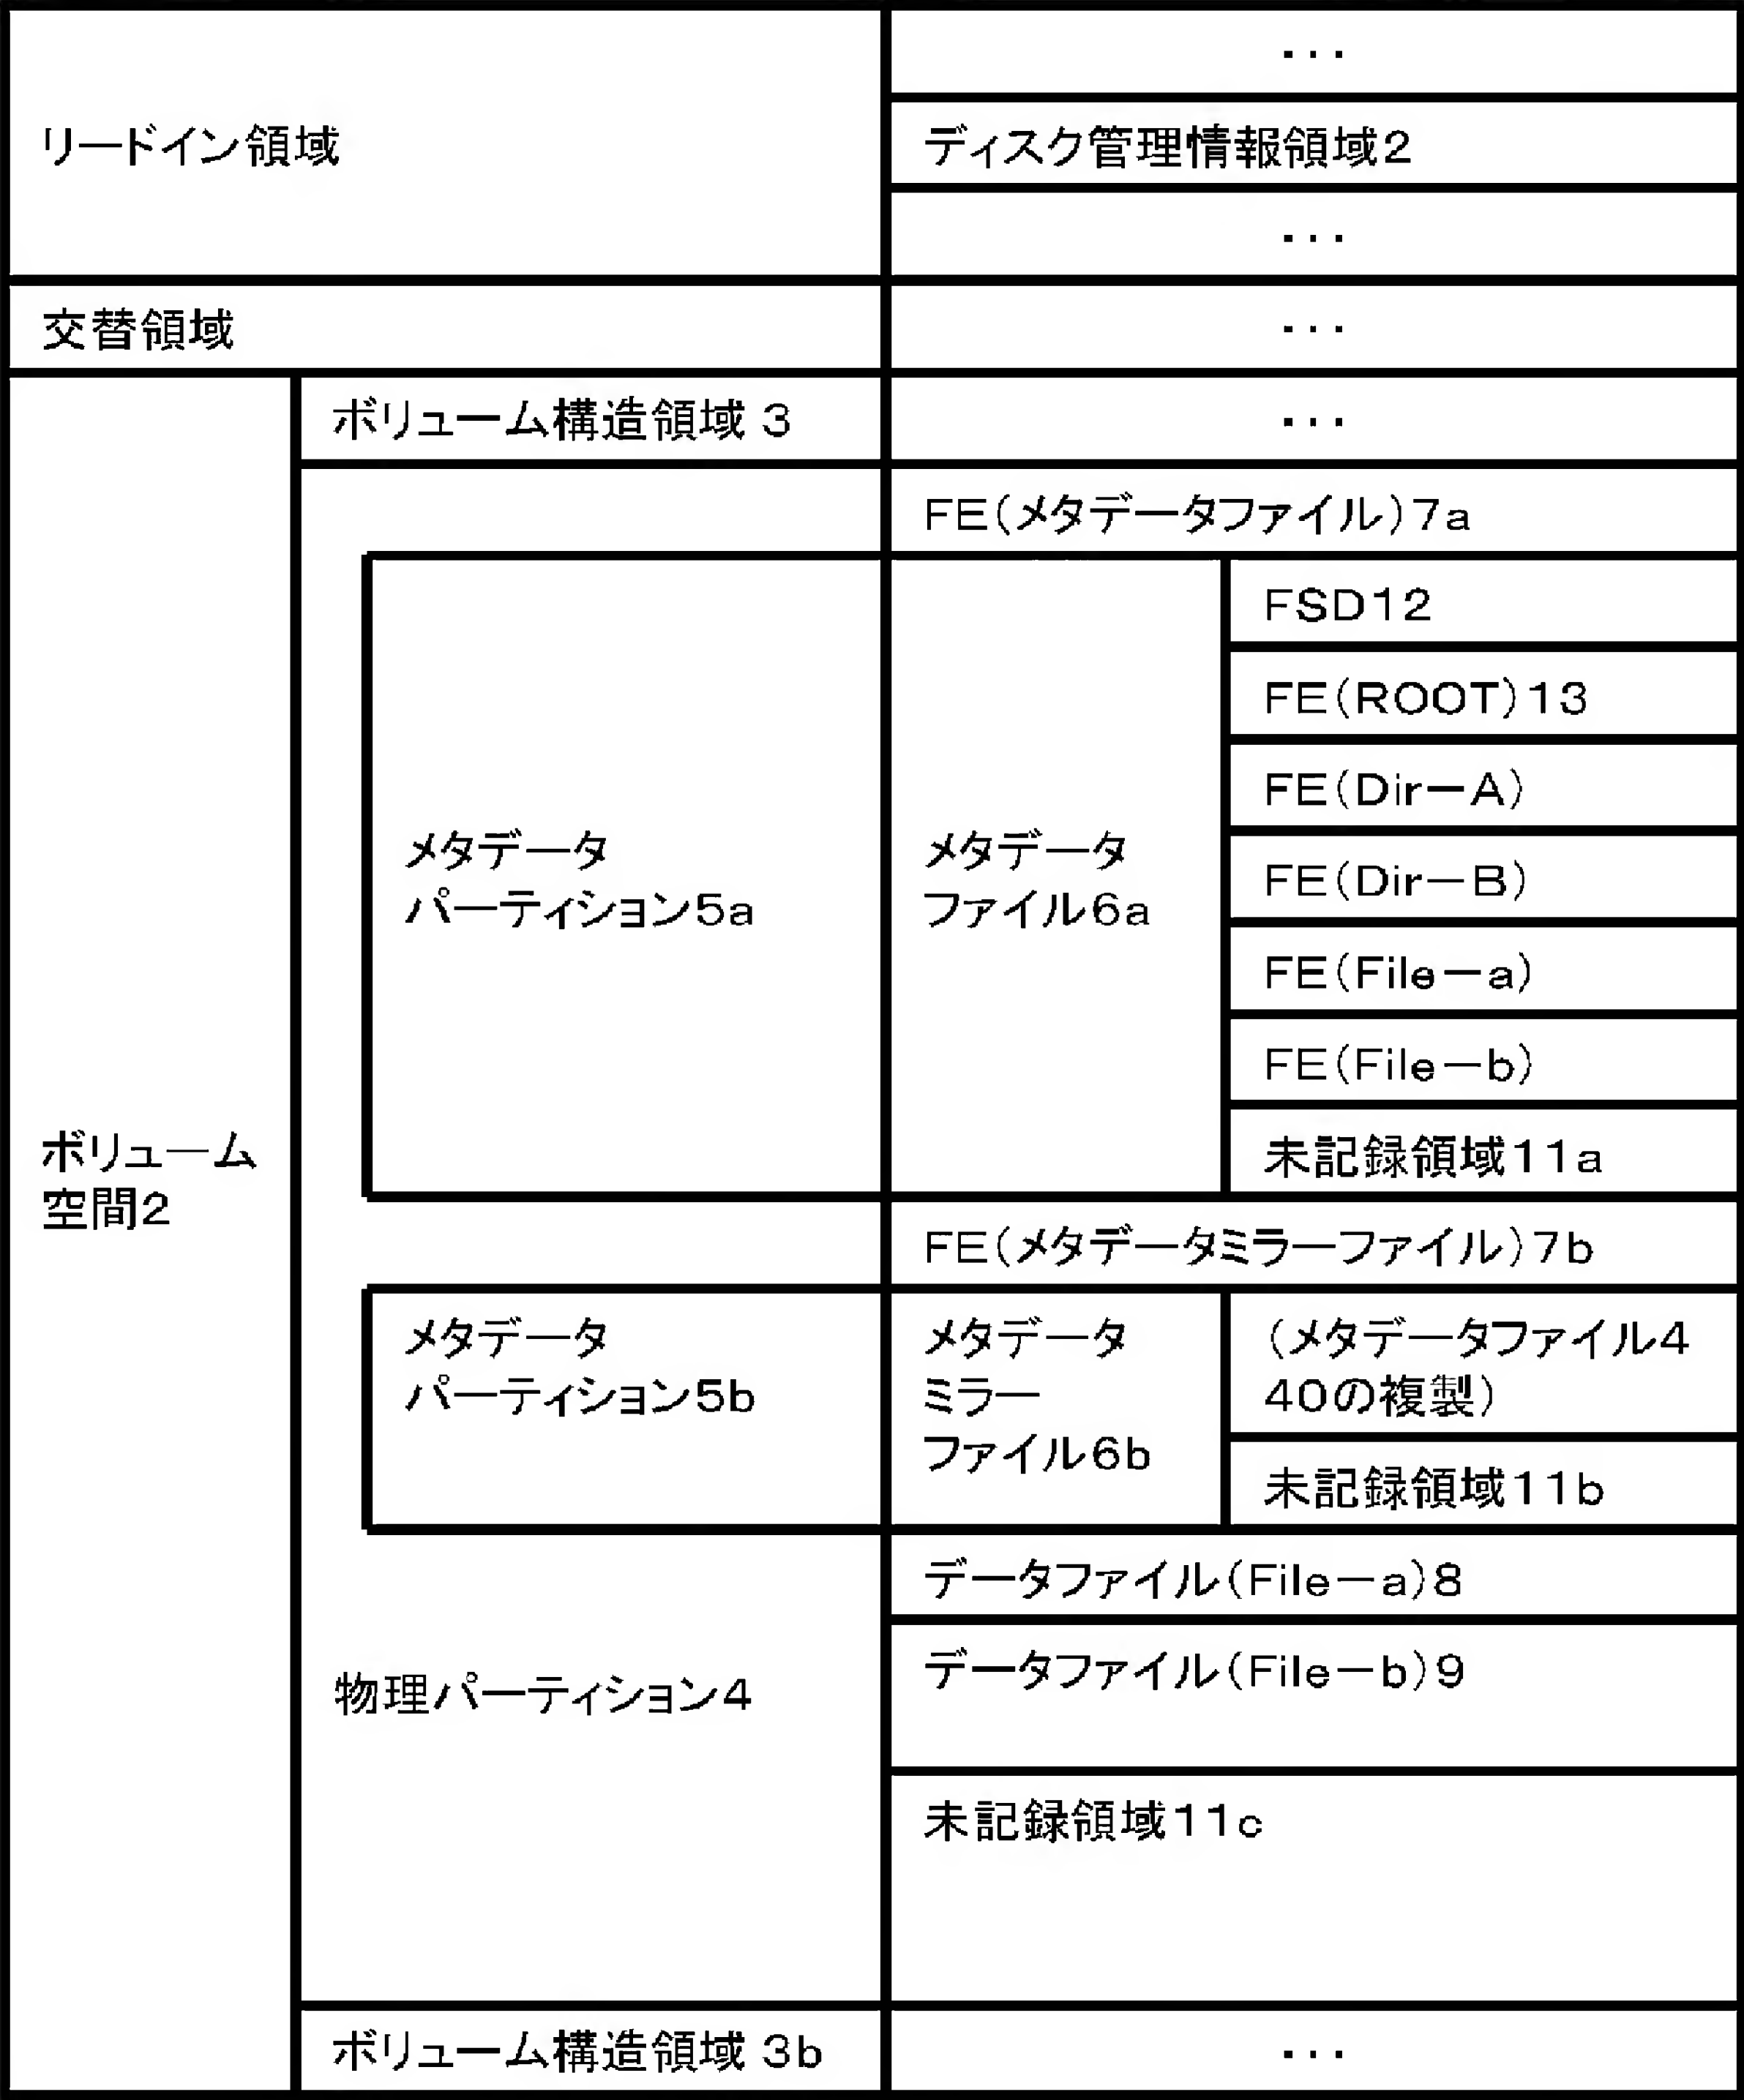 ・・・
リードイン領域
ディスク管理情報領域2
・・・
交替領域
・・・
ボリューム構造領域 3
・・・
FE(メタデータファイル)7a
メタデータ
パーティション5a
メタデータ
ファイル6a
FSD12
FE(ROOT)13
FE(Dir－A)
FE(Dir－B)
FE(File－a)
FE(File－b)
未記録領域11a
ボリューム
空間2
FE(メタデータミラーファイル)7b
メタデータ
パーティション5b
メタデータ
ミラー
ファイル6b
(メタデータファイル4
40の複製)
未記録領域11b
データファイル(File－a)8
物理パーティション4
データファイル(File－b)9
未記録領域11c
ボリューム構造領域 3b
・・・